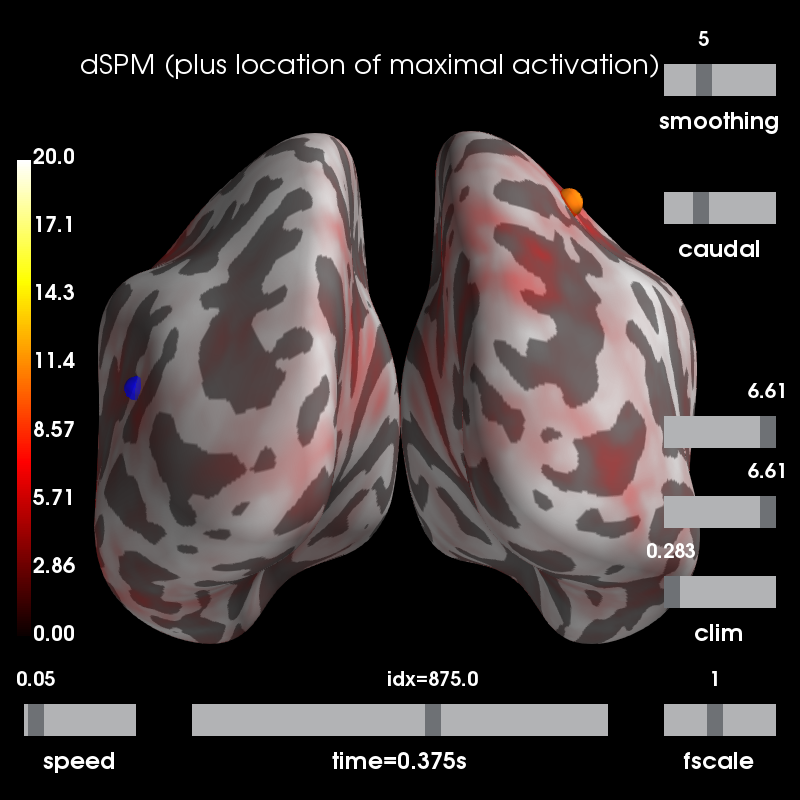 dSPM (plus location of maximal activation)
5
smoothing
caudal
20.0
17.1
14.3
11.4
8.57
5.71
2.86
0.00
6.61
6.61
0.283
clim
0.05
speed
idx=875.0
time=0.375s
1
fscale